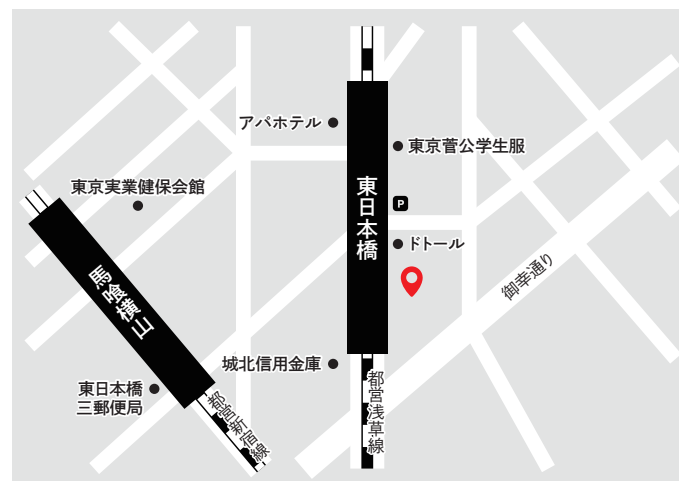 アパホテル
東京菅公学生服
東京実業健保会館
P
東日本橋
ドトール
御幸通り
馬喰横山
城北信用金庫
東日本橋
三郵便局
都営新宿線
都営浅草線